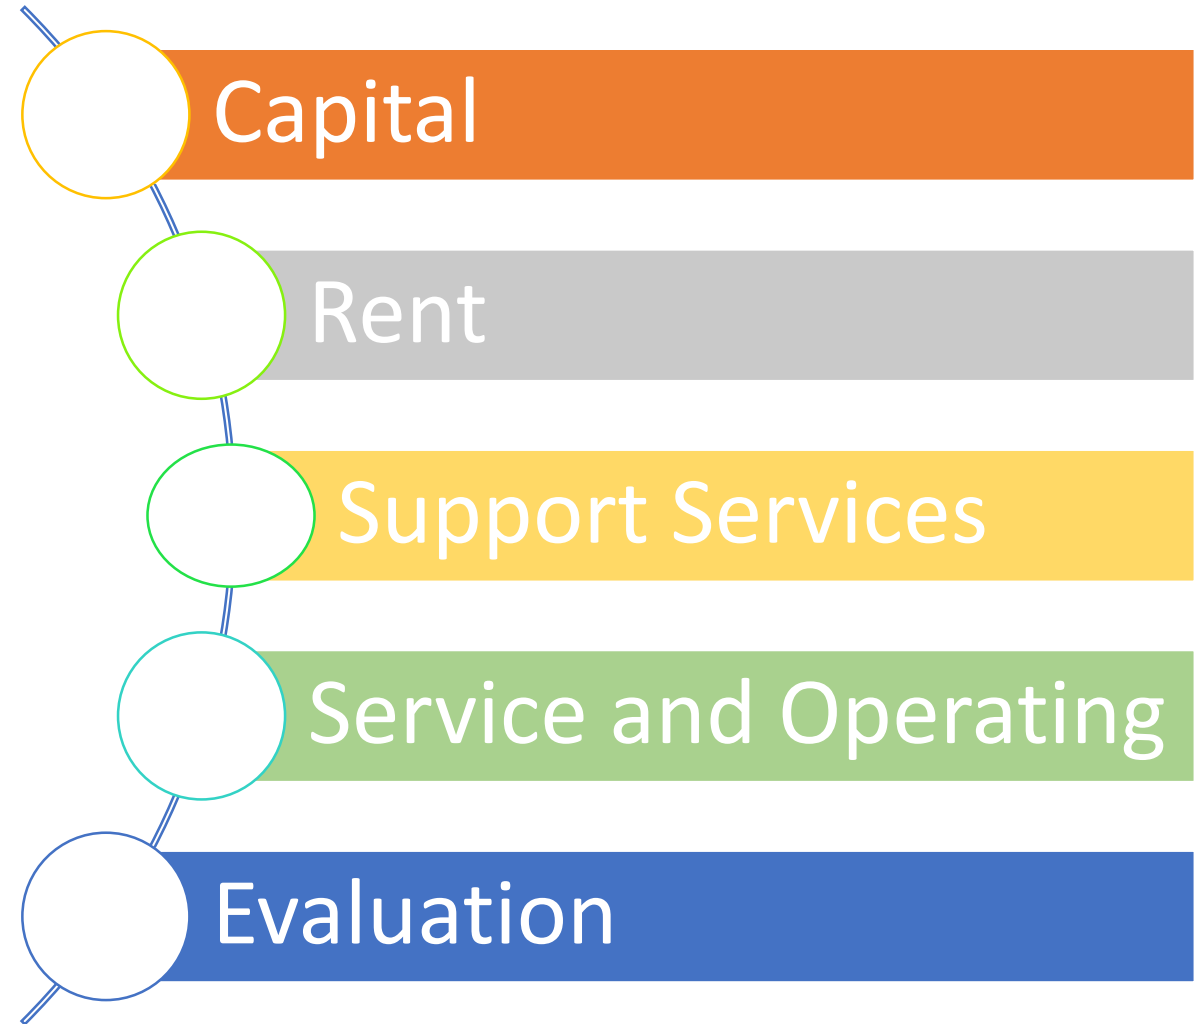 Capital
Rent
Support Services
Service and Operating
Evaluation